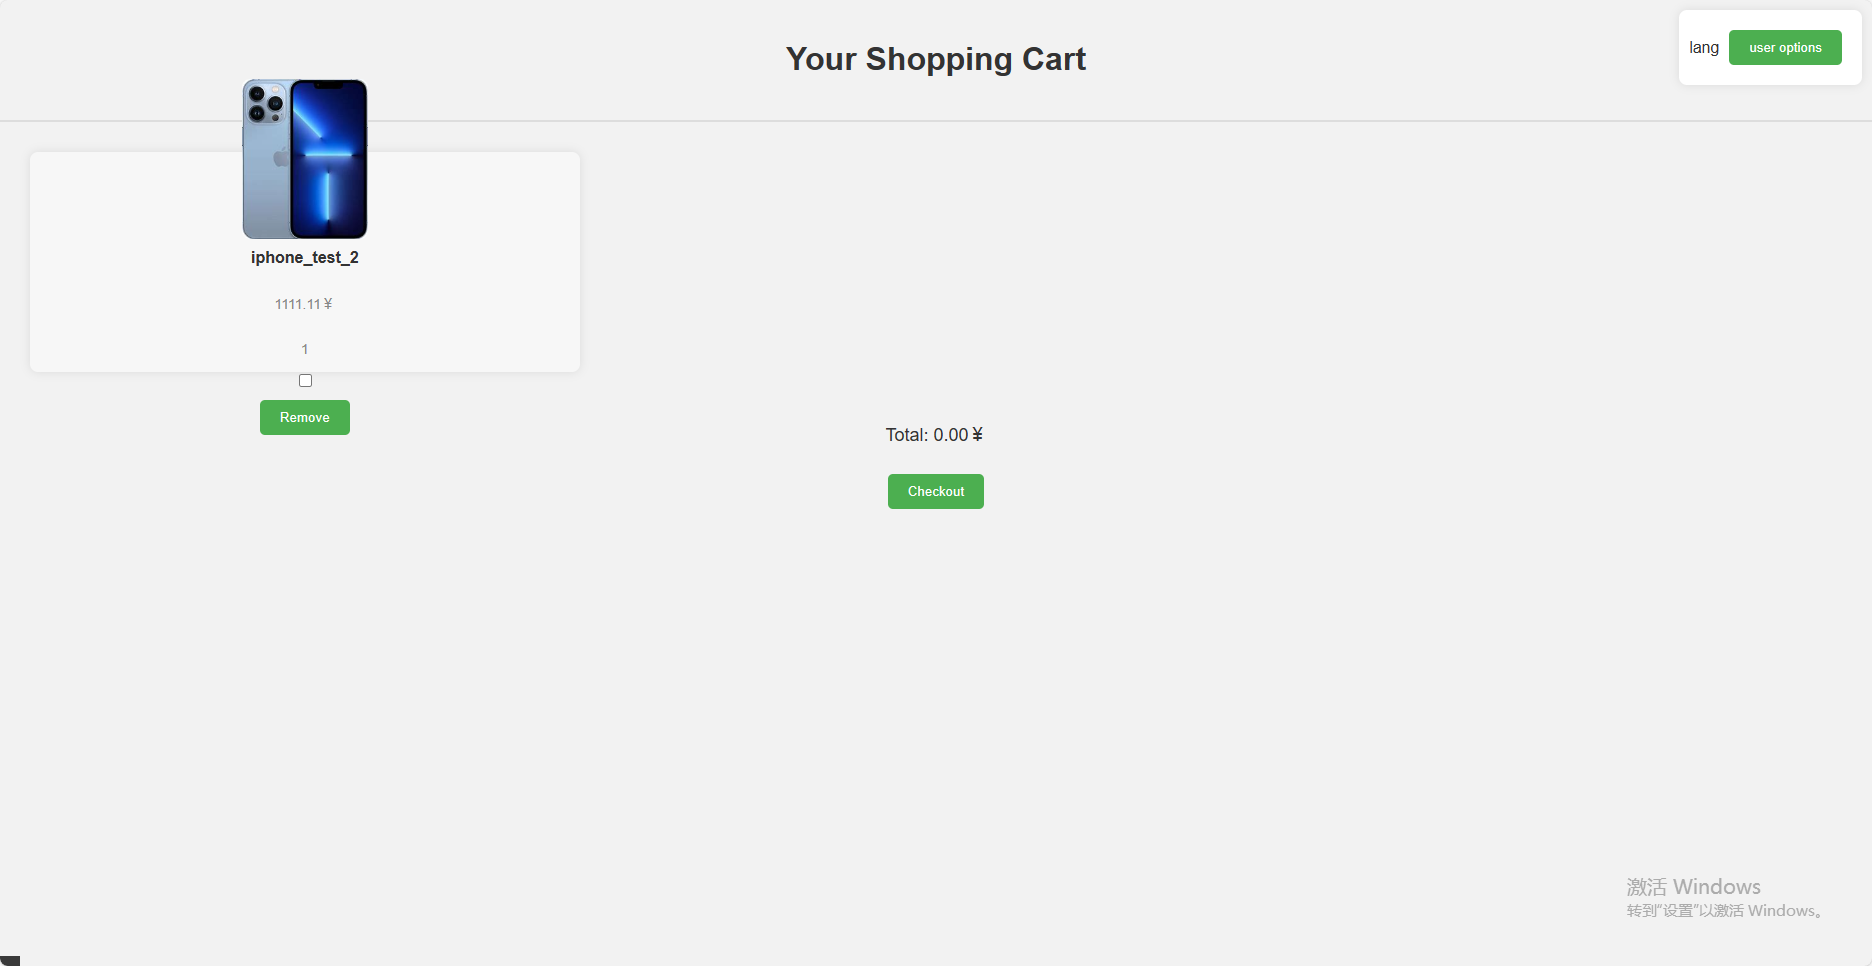 Your Shopping Cart
lang
user options
iphone_test_2
1111.11¥
1
Remove
Total: 0.00¥
Checkout
激活 Windows
转到"设置"以激活 Windows。